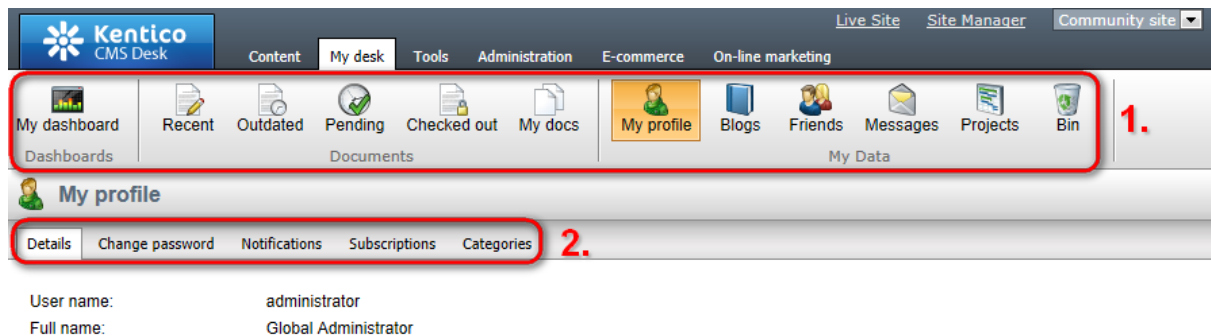 Live Site Site Manager Community site
Kentico
CMS Desk
Content My desk Tools Administration E-commerce On-line marketing
My dashboard Recent Outdated Pending Checked out My docs My profile Blogs Friends Messages Projects Bin
1.
Dashboards Documents My Data
My profile
Details Change password Notifications Subscriptions Categories
2.
User name: administrator
Full name: Global Administrator